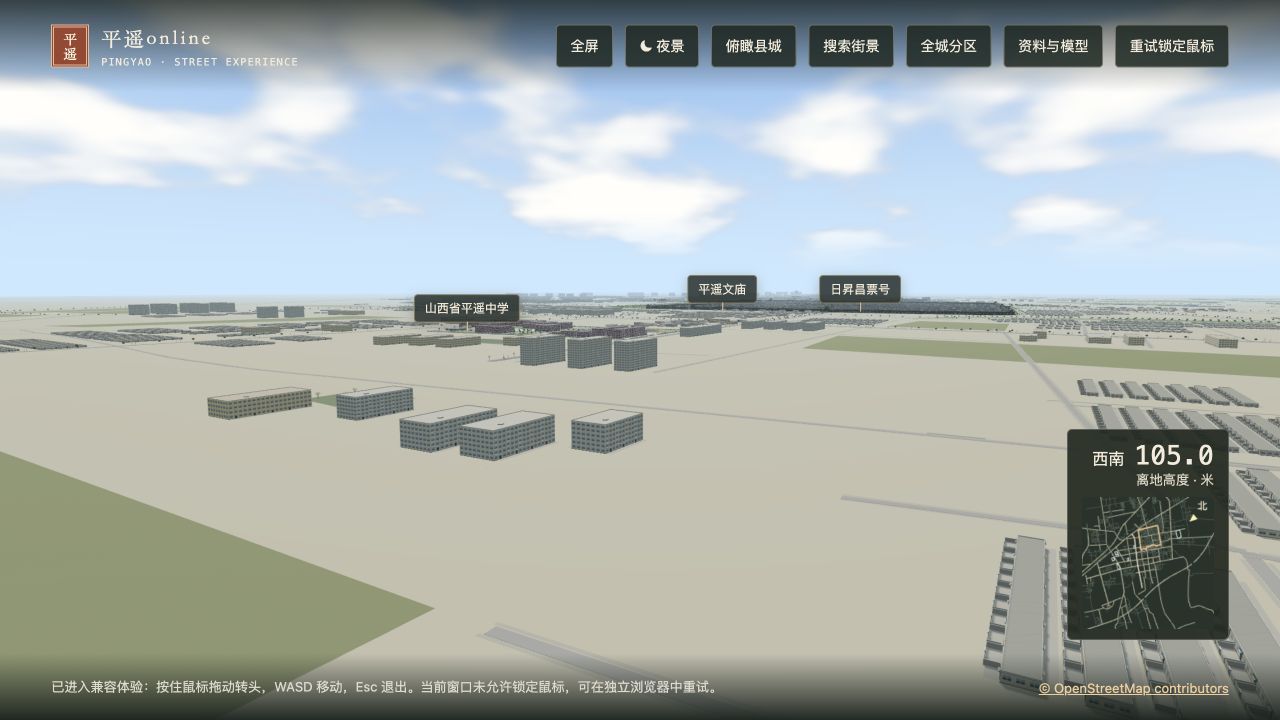 平遥
平遥online
PINGYAO · STREET EXPERIENCE
全屏
夜景
俯瞰县城
搜索街景
全城分区
资料与模型
重试锁定鼠标
平遥文庙
日昇昌票号
山西省平遥中学
西南 105.0
离地高度 · 米
北
已进入兼容体验：按住鼠标拖动转头，WASD 移动，Esc 退出。当前窗口未允许锁定鼠标，可在独立浏览器中重试。
© OpenStreetMap contributors